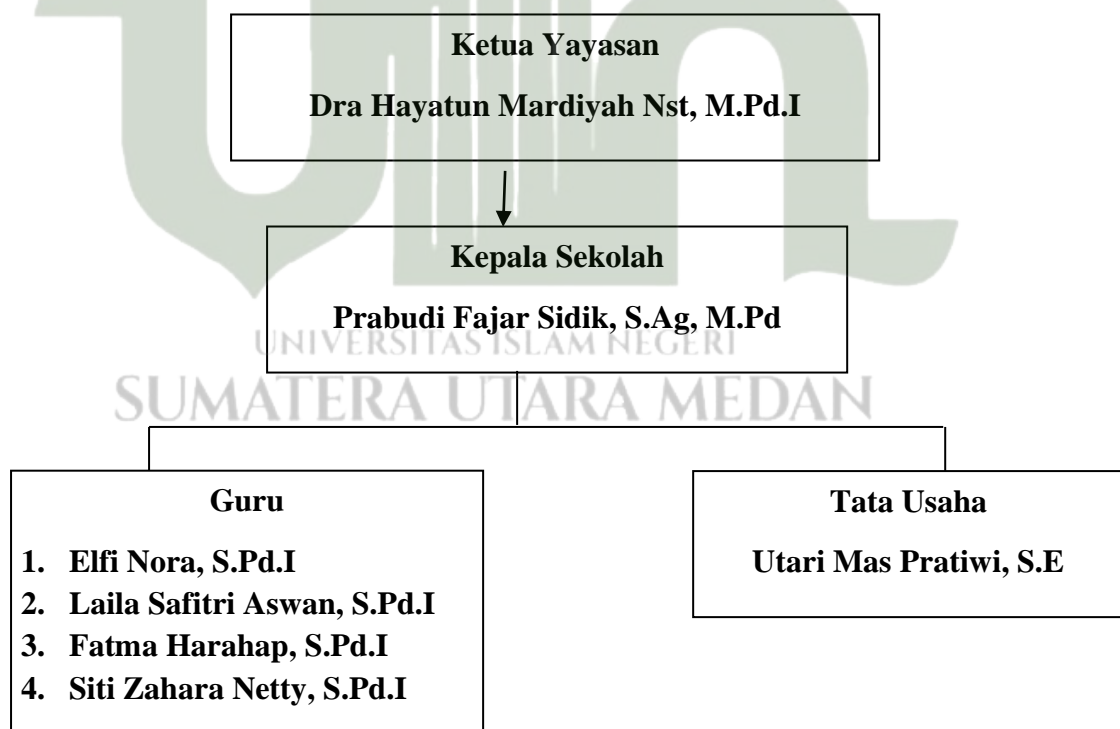 Ketua Yayasan
Dra Hayatun Mardiyah Nst, M.Pd.I
Kepala Sekolah
Prabudi Fajar Sidik, S.Ag, M.Pd
UNIVERSITAS ISLAM NEGERI
SUMATERA UTARA MEDAN
Guru
1. Elfi Nora, S.Pd.I
2. Laila Safitri Aswan, S.Pd.I
3. Fatma Harahap, S.Pd.I
4. Siti Zahara Netty, S.Pd.I
Tata Usaha
Utari Mas Pratiwi, S.E